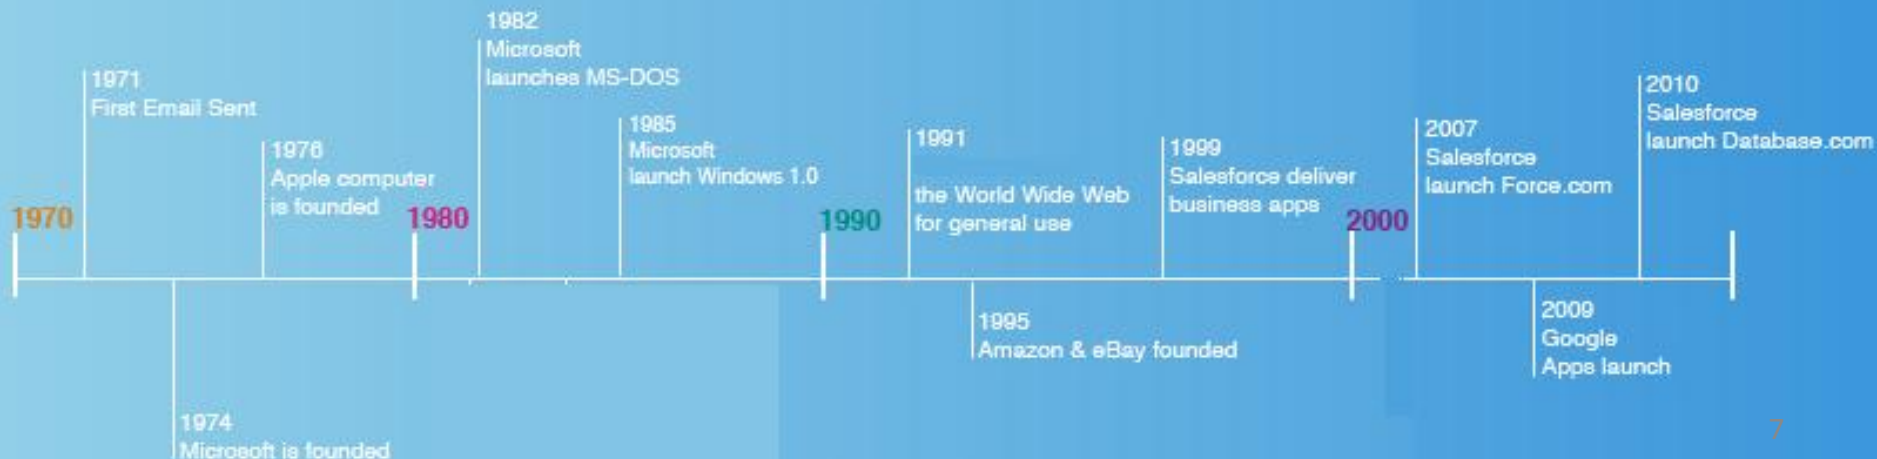 1970
1971
First Email Sent
1974
Microsoft is founded
1976
Apple computer
is founded
1980
1982
Microsoft
launches MS-DOS
1985
Microsoft
launch Windows 1.0
1990
1991
the World Wide Web
for general use
1995
Amazon & eBay founded
1999
Salesforce deliver
business apps
2000
2007
Salesforce
launch Force.com
2009
Google
Apps launch
2010
Salesforce
launch Database.com
7